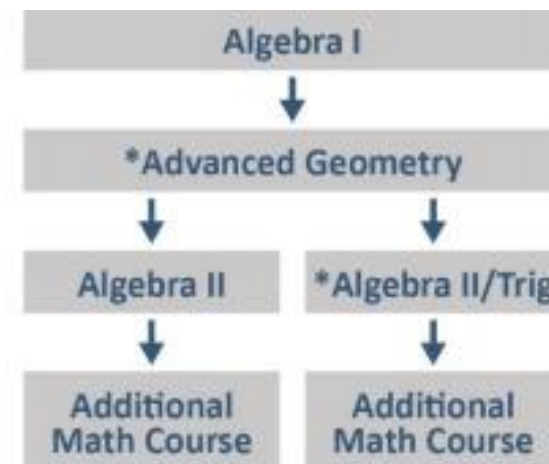 Algebra I
*Advanced Geometry
Algebra II
*Algebra II/Trig
Additional
Math Course
Additional
Math Course